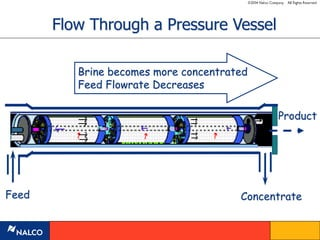 ©2004 Nalco Company All Rights Reserved
Flow Through a Pressure Vessel
Brine becomes more concentrated
Feed Flowrate Decreases
Product
Feed
Concentrate
NALCO